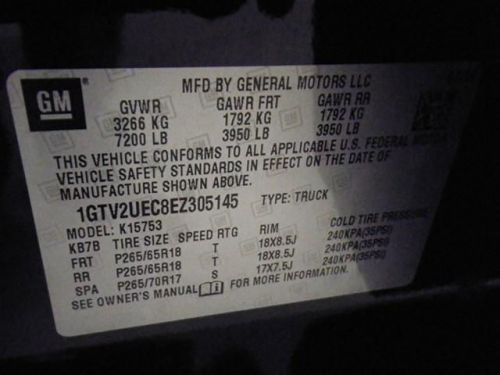 GM
MFD BY GENERAL MOTORS LLC
GVWR GAWR FRT GAWR RR
3266 KG 1792 KG 1792 KG
7200 LB 3950 LB 3950 LB
THIS VEHICLE CONFORMS TO ALL APPLICABLE U.S. FEDERAL MOTOR
VEHICLE SAFETY STANDARDS IN EFFECT ON THE DATE OF
MANUFACTURE SHOWN ABOVE.
1GTV2UEC8EZ305145 TYPE: TRUCK
MODEL: K15753
KB7B TIRE SIZE SPEED RTG RIM COLD TIRE PRESSURE
FRT P265/65R18 T 18X8.5J 240KPA(35PSI)
RR P265/65R18 T 18X8.5J 240KPA(35PSI)
SPA P265/70R17 S 17X7.5J 240KPA(35PSI)
SEE OWNER'S MANUAL FOR MORE INFORMATION.